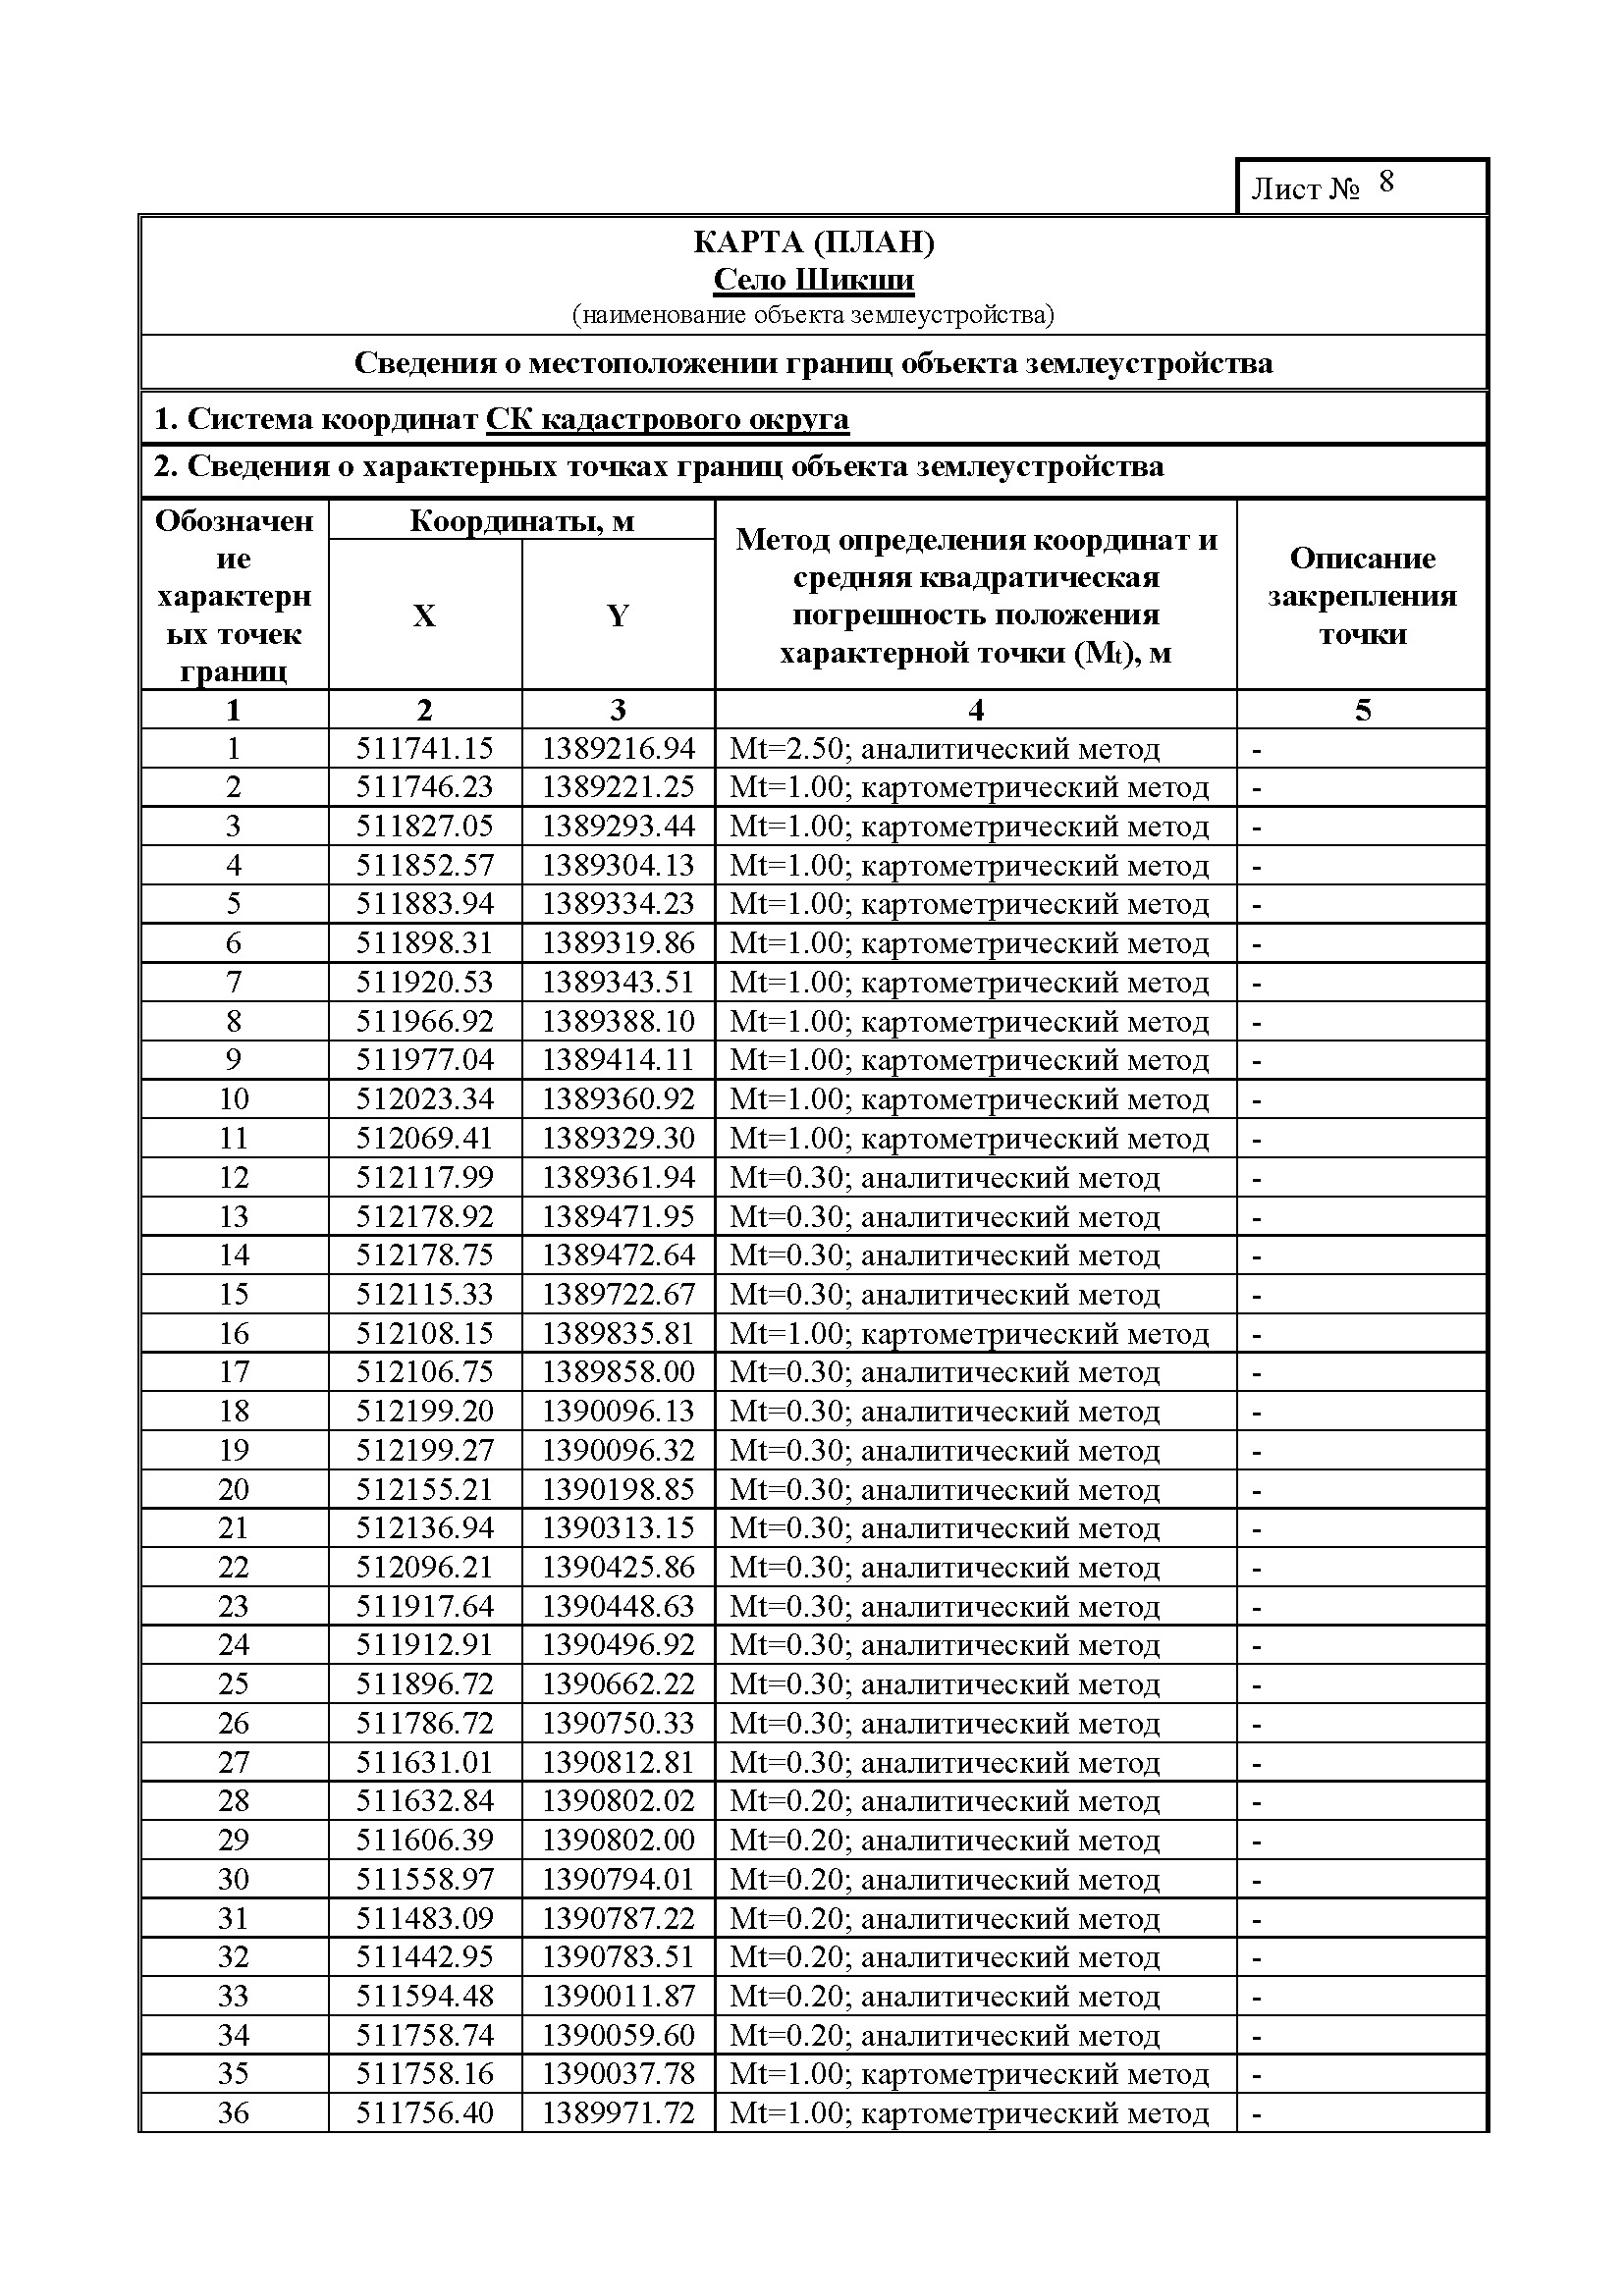 Лист № 8
КАРТА (ПЛАН)
Село Шикши
(наименование объекта землеустройства)
Сведения о местоположении границ объекта землеустройства
1. Система координат СК кадастрового округа
2. Сведения о характерных точках границ объекта землеустройства
Обозначен
ие
характерн
ых точек
границ
Координаты, м
X
Y
Метод определения координат и
средняя квадратическая
погрешность положения
характерной точки (Mt), м
Описание
закрепления
точки
1 2 3 4 5
1 511741.15 1389216.94 Mt=2.50; аналитический метод -
2 511746.23 1389221.25 Mt=1.00; картометрический метод -
3 511827.05 1389293.44 Mt=1.00; картометрический метод -
4 511852.57 1389304.13 Mt=1.00; картометрический метод -
5 511883.94 1389334.23 Mt=1.00; картометрический метод -
6 511898.31 1389319.86 Mt=1.00; картометрический метод -
7 511920.53 1389343.51 Mt=1.00; картометрический метод -
8 511966.92 1389388.10 Mt=1.00; картометрический метод -
9 511977.04 1389414.11 Mt=1.00; картометрический метод -
10 512023.34 1389360.92 Mt=1.00; картометрический метод -
11 512069.41 1389329.30 Mt=1.00; картометрический метод -
12 512117.99 1389361.94 Mt=0.30; аналитический метод -
13 512178.92 1389471.95 Mt=0.30; аналитический метод -
14 512178.75 1389472.64 Mt=0.30; аналитический метод -
15 512115.33 1389722.67 Mt=0.30; аналитический метод -
16 512108.15 1389835.81 Mt=1.00; картометрический метод -
17 512106.75 1389858.00 Mt=0.30; аналитический метод -
18 512199.20 1390096.13 Mt=0.30; аналитический метод -
19 512199.27 1390096.32 Mt=0.30; аналитический метод -
20 512155.21 1390198.85 Mt=0.30; аналитический метод -
21 512136.94 1390313.15 Mt=0.30; аналитический метод -
22 512096.21 1390425.86 Mt=0.30; аналитический метод -
23 511917.64 1390448.63 Mt=0.30; аналитический метод -
24 511912.91 1390496.92 Mt=0.30; аналитический метод -
25 511896.72 1390662.22 Mt=0.30; аналитический метод -
26 511786.72 1390750.33 Mt=0.30; аналитический метод -
27 511631.01 1390812.81 Mt=0.30; аналитический метод -
28 511632.84 1390802.02 Mt=0.20; аналитический метод -
29 511606.39 1390802.00 Mt=0.20; аналитический метод -
30 511558.97 1390794.01 Mt=0.20; аналитический метод -
31 511483.09 1390787.22 Mt=0.20; аналитический метод -
32 511442.95 1390783.51 Mt=0.20; аналитический метод -
33 511594.48 1390011.87 Mt=0.20; аналитический метод -
34 511758.74 1390059.60 Mt=0.20; аналитический метод -
35 511758.16 1390037.78 Mt=1.00; картометрический метод -
36 511756.40 1389971.72 Mt=1.00; картометрический метод -